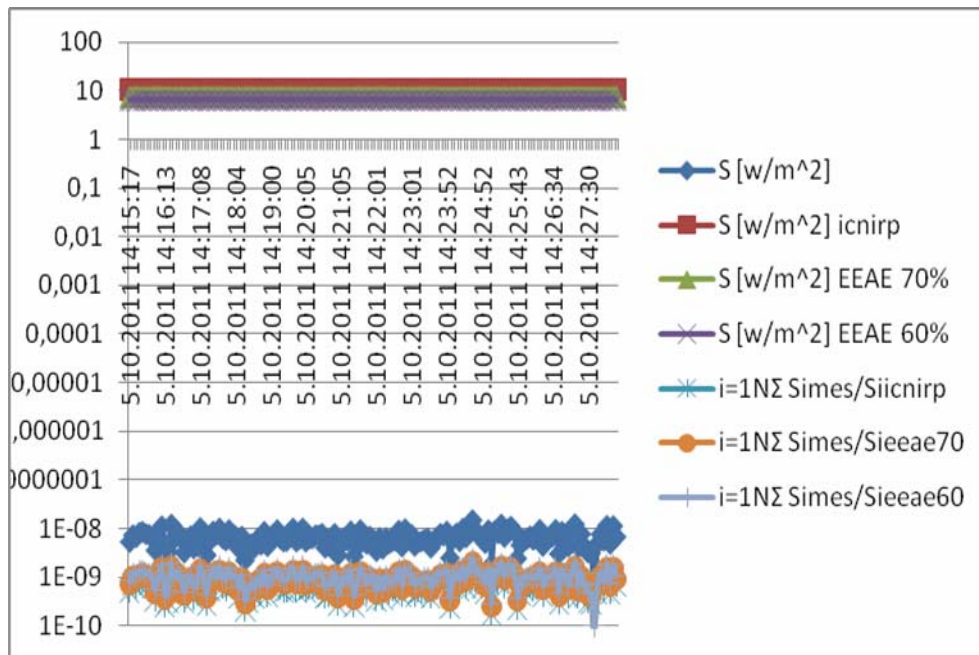 100
10
1
0,1
0,01
0,001
0,0001
0,00001
,000001
0000001
1E-08
1E-09
1E-10
5.10.2011 14:15:17
5.10.2011 14:16:13
5.10.2011 14:17:08
5.10.2011 14:18:04
5.10.2011 14:19:00
5.10.2011 14:20:05
5.10.2011 14:21:05
5.10.2011 14:22:01
5.10.2011 14:23:01
5.10.2011 14:23:52
5.10.2011 14:24:52
5.10.2011 14:25:43
5.10.2011 14:26:34
5.10.2011 14:27:30
S [w/m^2]
S [w/m^2] icnirp
S [w/m^2] EEAE 70%
S [w/m^2] EEAE 60%
i=1NΣ Simes/Siicnirp
i=1NΣ Simes/Sieeae70
i=1NΣ Simes/Sieeae60